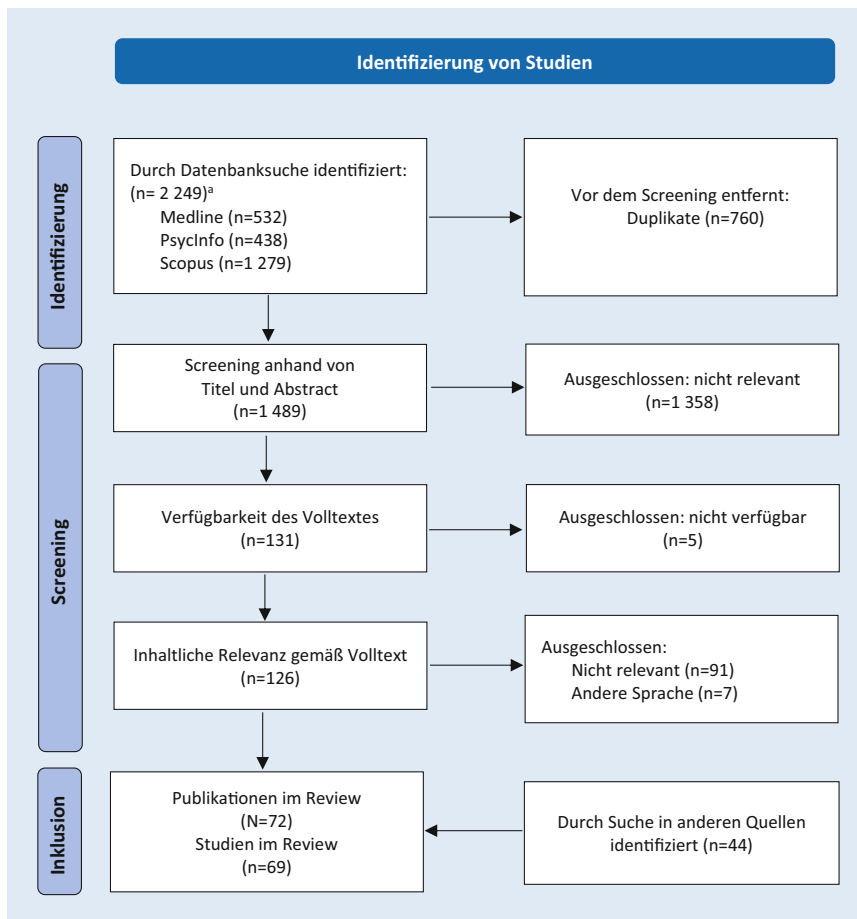 Identifizierung von Studien
Identifizierung
Durch Datenbanksuche identifiziert:
(n= 2 249)ᵃ
Medline (n=532)
PsycInfo (n=438)
Scopus (n=1 279)
Vor dem Screening entfernt:
Duplikate (n=760)
Screening
Screening anhand von
Titel und Abstract
(n=1 489)
Ausgeschlossen: nicht relevant
(n=1 358)
Verfügbarkeit des Volltextes
(n=131)
Ausgeschlossen: nicht verfügbar
(n=5)
Inhaltliche Relevanz gemäß Volltext
(n=126)
Ausgeschlossen:
Nicht relevant (n=91)
Andere Sprache (n=7)
Inklusion
Publikationen im Review
(N=72)
Studien im Review
(n=69)
Durch Suche in anderen Quellen
identifiziert (n=44)